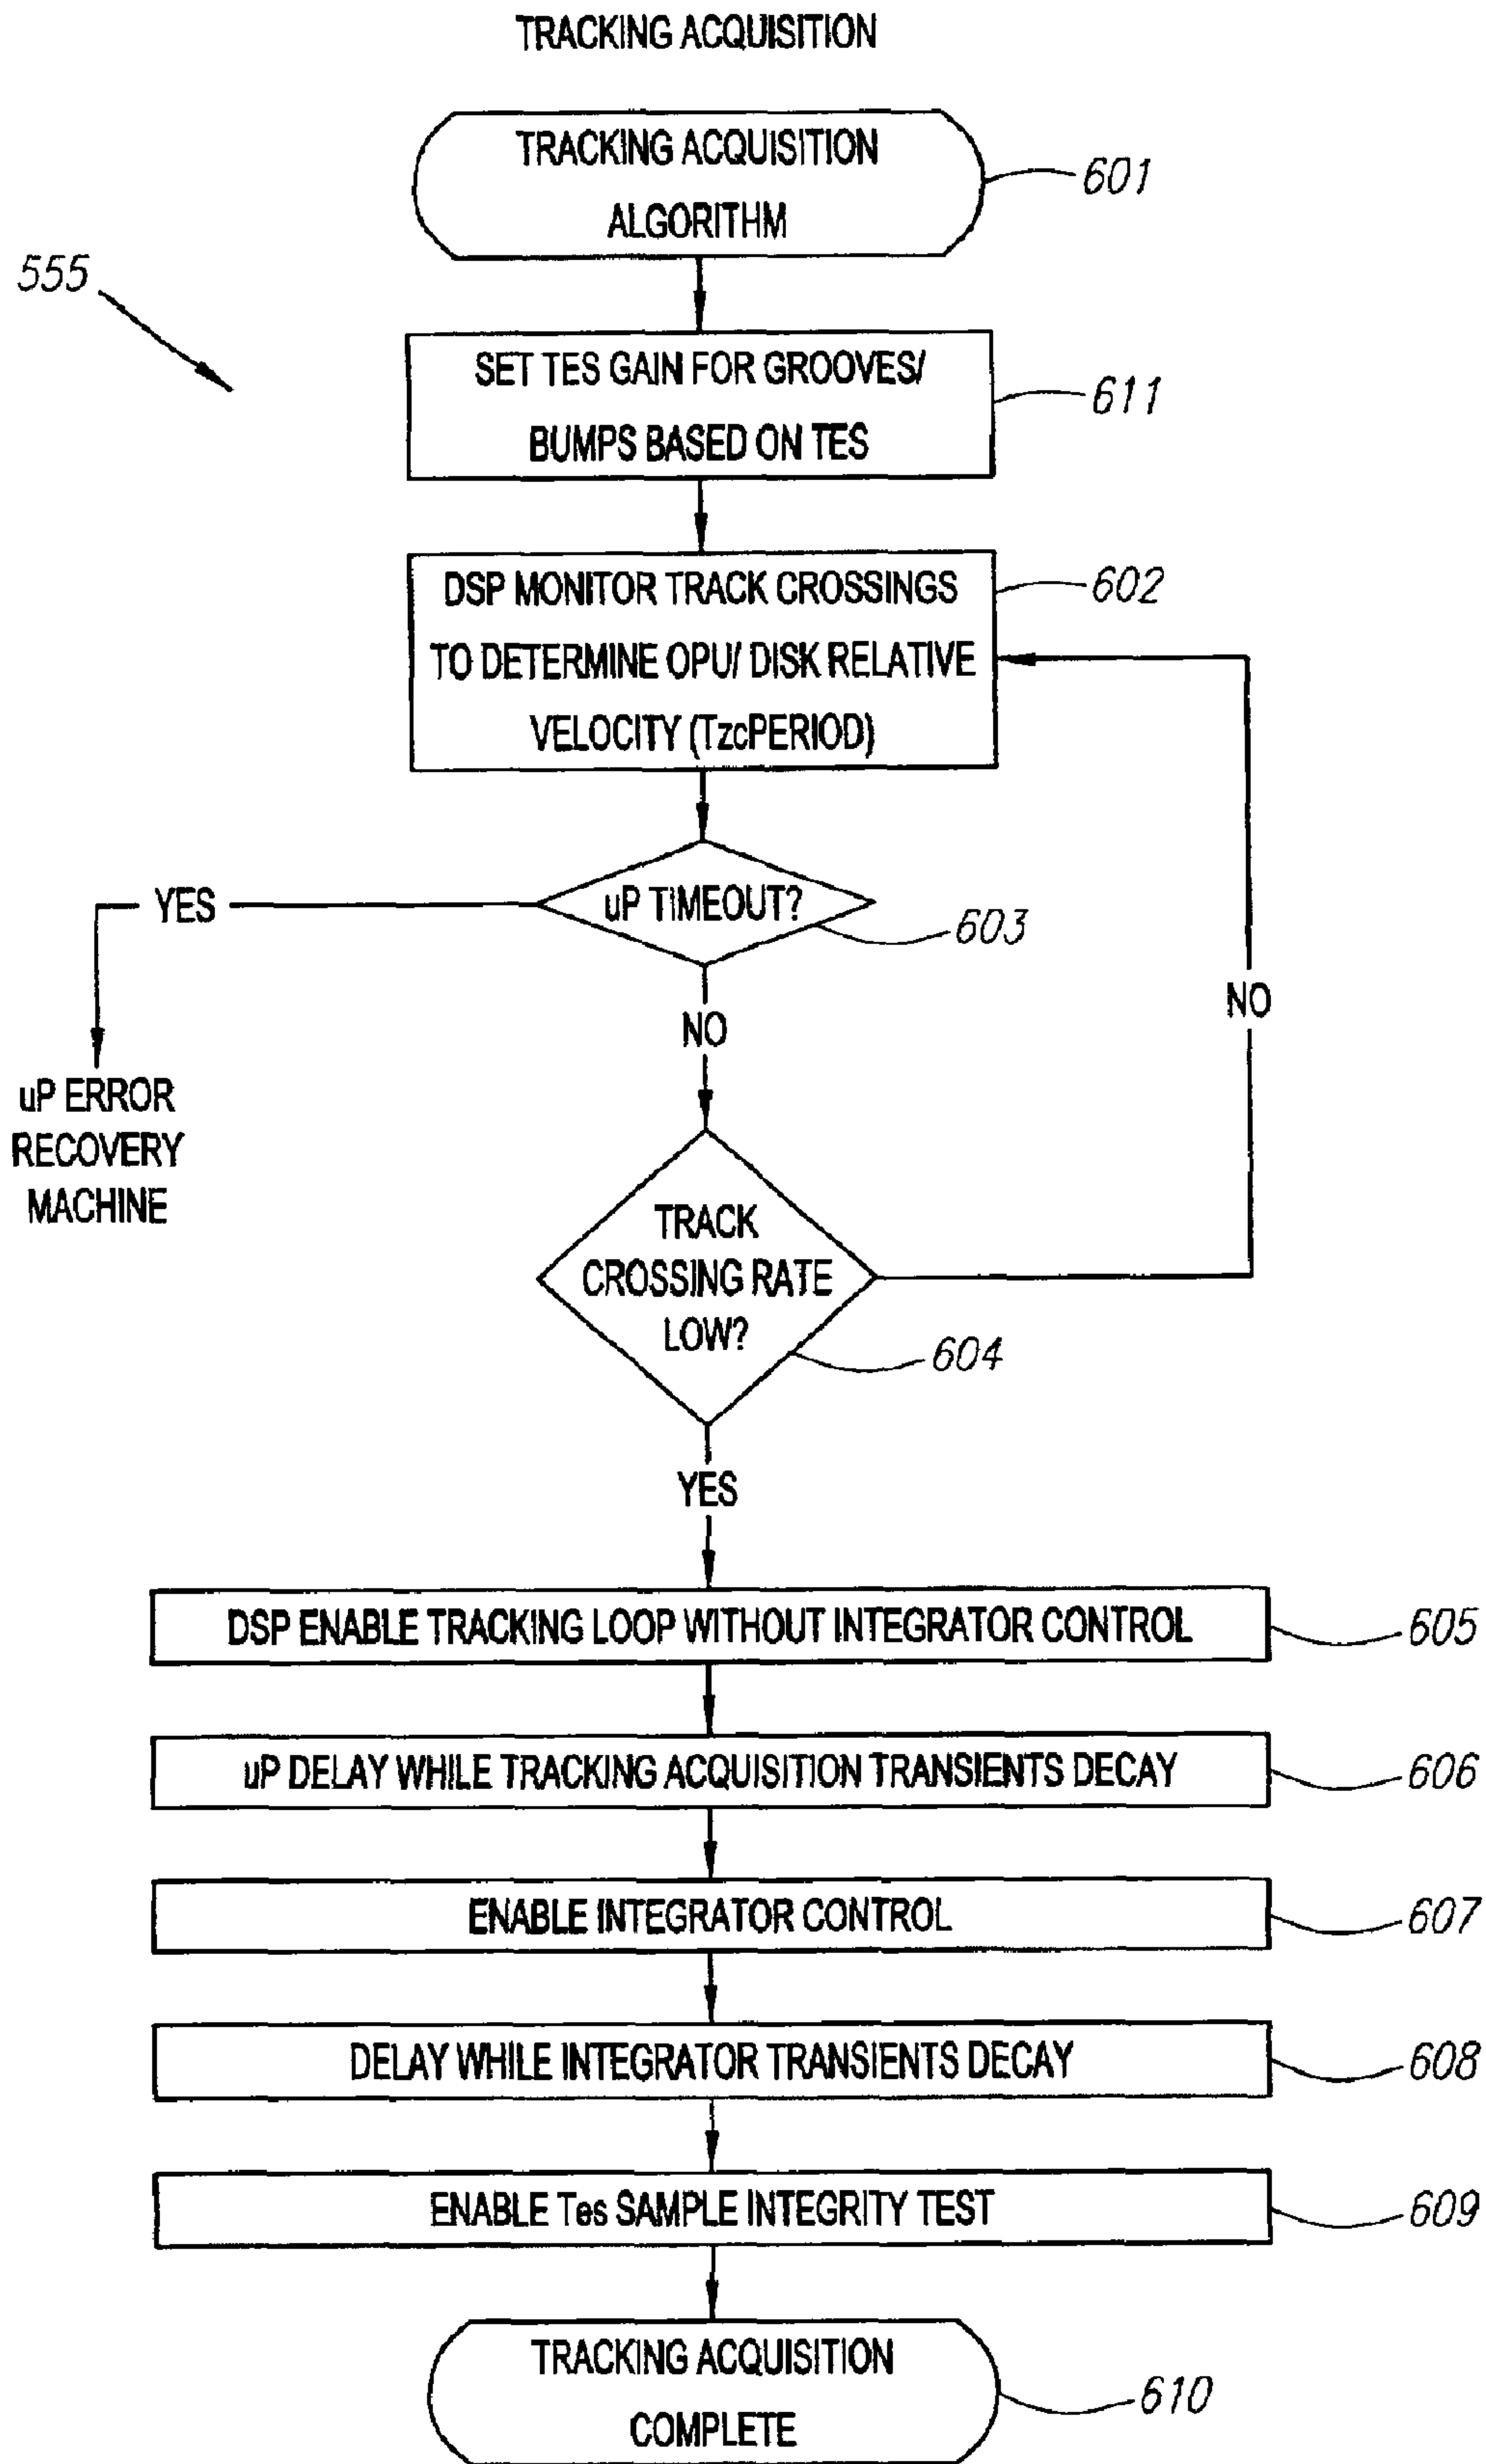 TRACKING ACQUISITION
TRACKING ACQUISITION
ALGORITHM
601
555
SET TES GAIN FOR GROOVES/
BUMPS BASED ON TES
611
DSP MONITOR TRACK CROSSINGS
TO DETERMINE OPU/ DISK RELATIVE
VELOCITY (TzcPERIOD)
602
uP TIMEOUT?
603
YES
NO
NO
uP ERROR
RECOVERY
MACHINE
TRACK
CROSSING RATE
LOW?
604
YES
DSP ENABLE TRACKING LOOP WITHOUT INTEGRATOR CONTROL
605
uP DELAY WHILE TRACKING ACQUISITION TRANSIENTS DECAY
606
ENABLE INTEGRATOR CONTROL
607
DELAY WHILE INTEGRATOR TRANSIENTS DECAY
608
ENABLE Tes SAMPLE INTEGRITY TEST
609
TRACKING ACQUISITION
COMPLETE
610